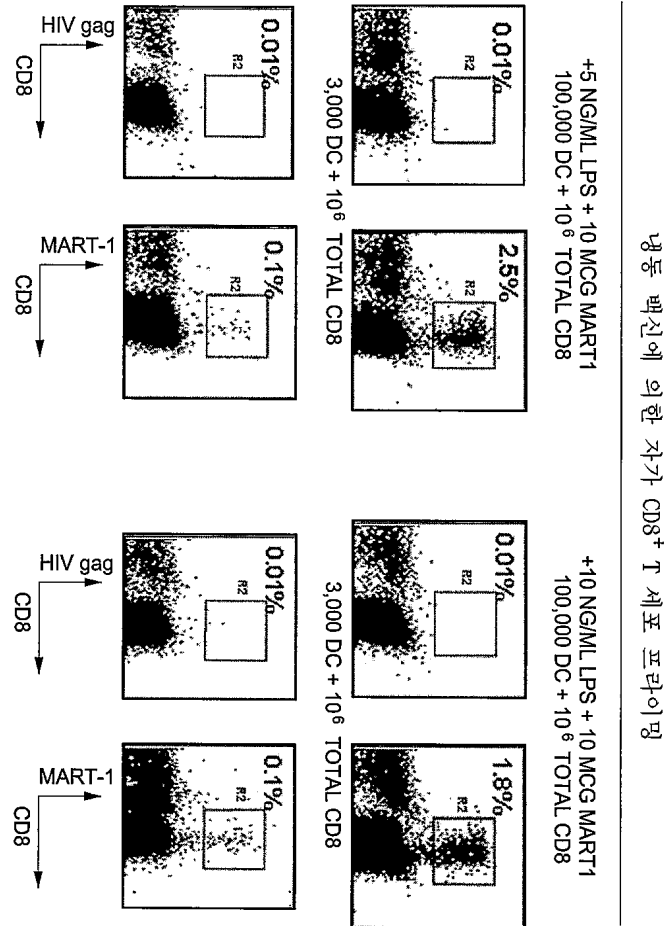 냉동 백신에 의한 자가 CD8+ T 세포 프라이밍
+5 NG/ML LPS + 10 MCG MART1
100,000 DC + 10⁶ TOTAL CD8
+10 NG/ML LPS + 10 MCG MART1
100,000 DC + 10⁶ TOTAL CD8
0.01%
R2
2.5%
R2
0.01%
R2
1.8%
R2
3,000 DC + 10⁶ TOTAL CD8
3,000 DC + 10⁶ TOTAL CD8
0.01%
R2
0.1%
R2
0.01%
R2
0.1%
R2
HIV gag
CD8
MART-1
CD8
HIV gag
CD8
MART-1
CD8